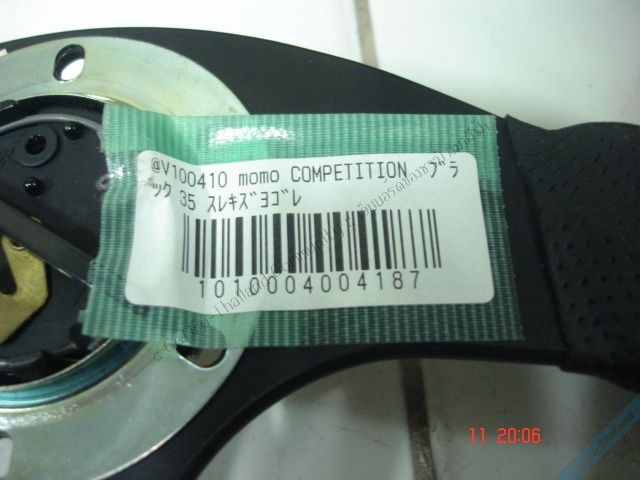 @V100410 momo COMPETITION ﾌﾞﾗ
ｯｸ 35 ｽﾚｷｽﾞﾖｺﾞﾚ
1010004004187
11 20:06